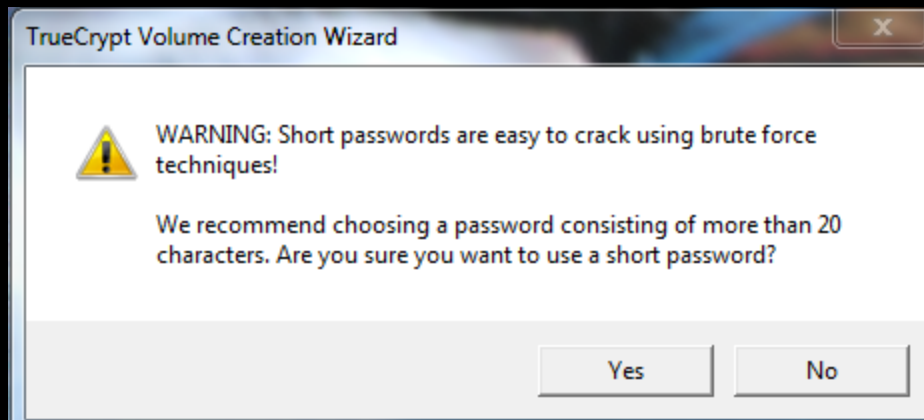 TrueCrypt Volume Creation Wizard
WARNING: Short passwords are easy to crack using brute force
techniques!
We recommend choosing a password consisting of more than 20
characters. Are you sure you want to use a short password?
Yes
No